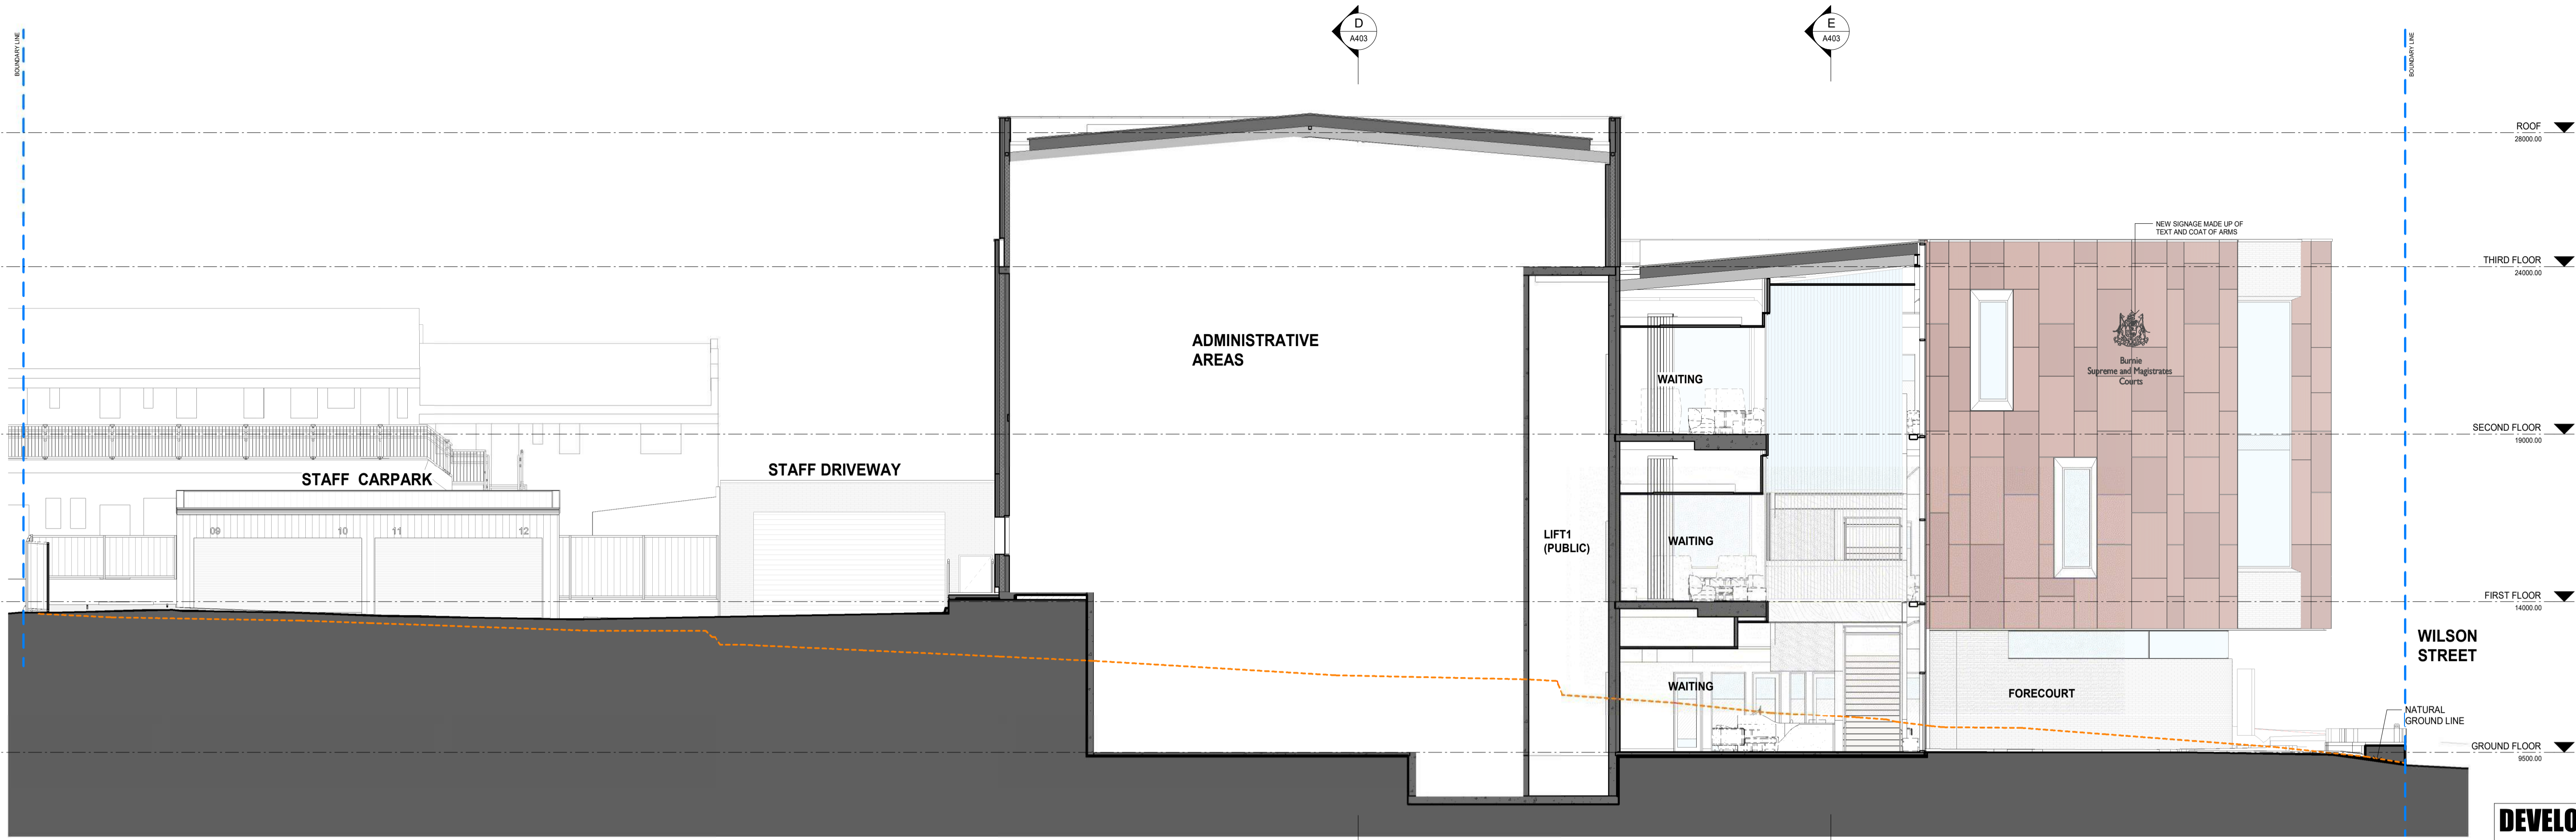 BOUNDARY LINE
D
A403
E
A403
BOUNDARY LINE
ROOF
28000.00
NEW SIGNAGE MADE UP OF
TEXT AND COAT OF ARMS
THIRD FLOOR
24000.00
ADMINISTRATIVE
AREAS
WAITING
Burnie
Supreme and Magistrates
Courts
SECOND FLOOR
19000.00
STAFF CARPARK
STAFF DRIVEWAY
09
10
11
12
LIFT1
(PUBLIC)
WAITING
FIRST FLOOR
14000.00
WILSON
STREET
WAITING
FORECOURT
NATURAL
GROUND LINE
GROUND FLOOR
9500.00
DEVELO